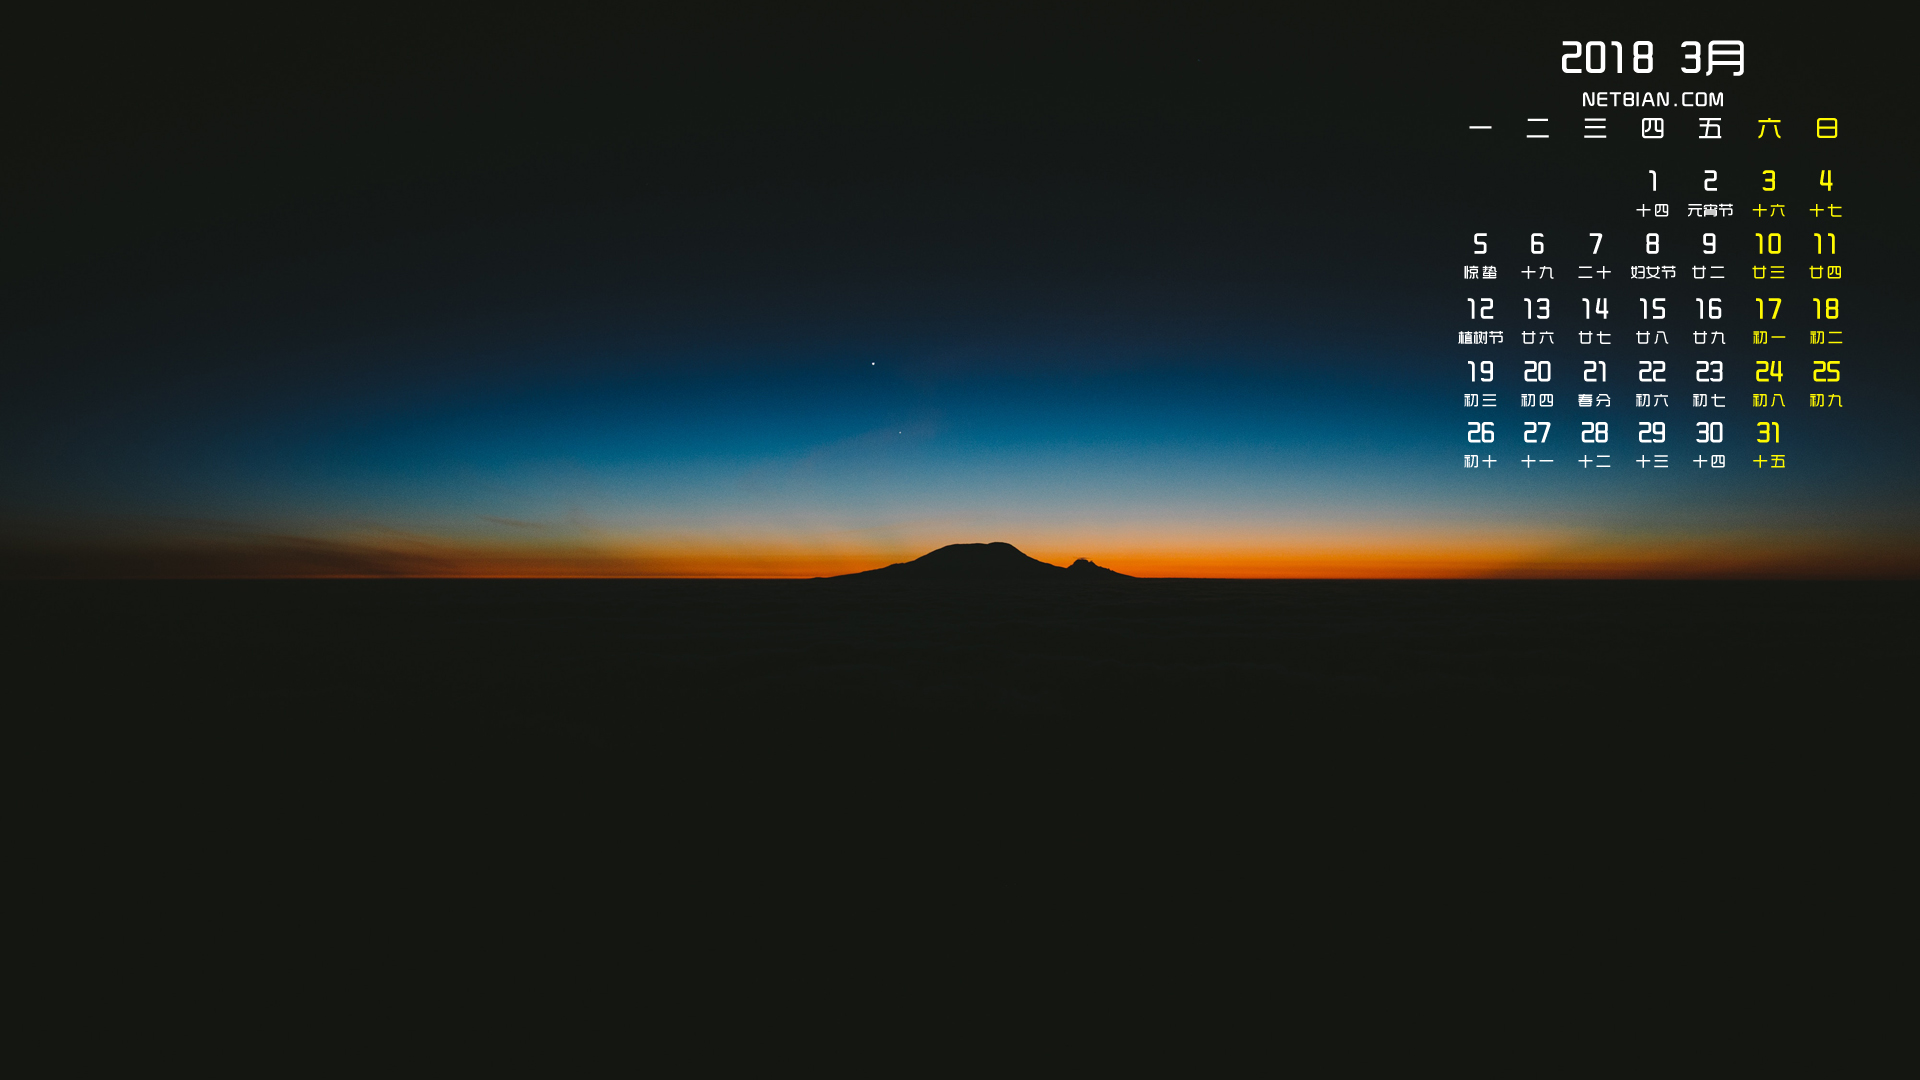 2018 3月
NETBIAN.COM
一 二 三 四 五 六 日
1 2 3 4
十四 元宵节 十六 十七
5 6 7 8 9 10 11
惊蛰 十九 二十 妇女节 廿二 廿三 廿四
12 13 14 15 16 17 18
植树节 廿六 廿七 廿八 廿九 初一 初二
19 20 21 22 23 24 25
初三 初四 春分 初六 初七 初八 初九
26 27 28 29 30 31
初十 十一 十二 十三 十四 十五